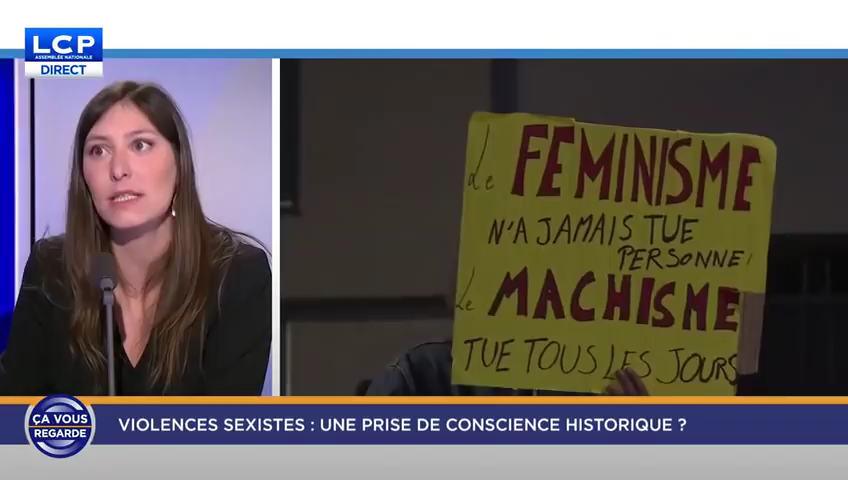 LCP
ASSEMBLÉE NATIONALE
DIRECT
Le FEMINISME
N'A JAMAIS TUE
PERSONNE!
Le MACHISME
TUE TOUS LES JOURS
ÇA VOUS
REGARDE
VIOLENCES SEXISTES : UNE PRISE DE CONSCIENCE HISTORIQUE ?